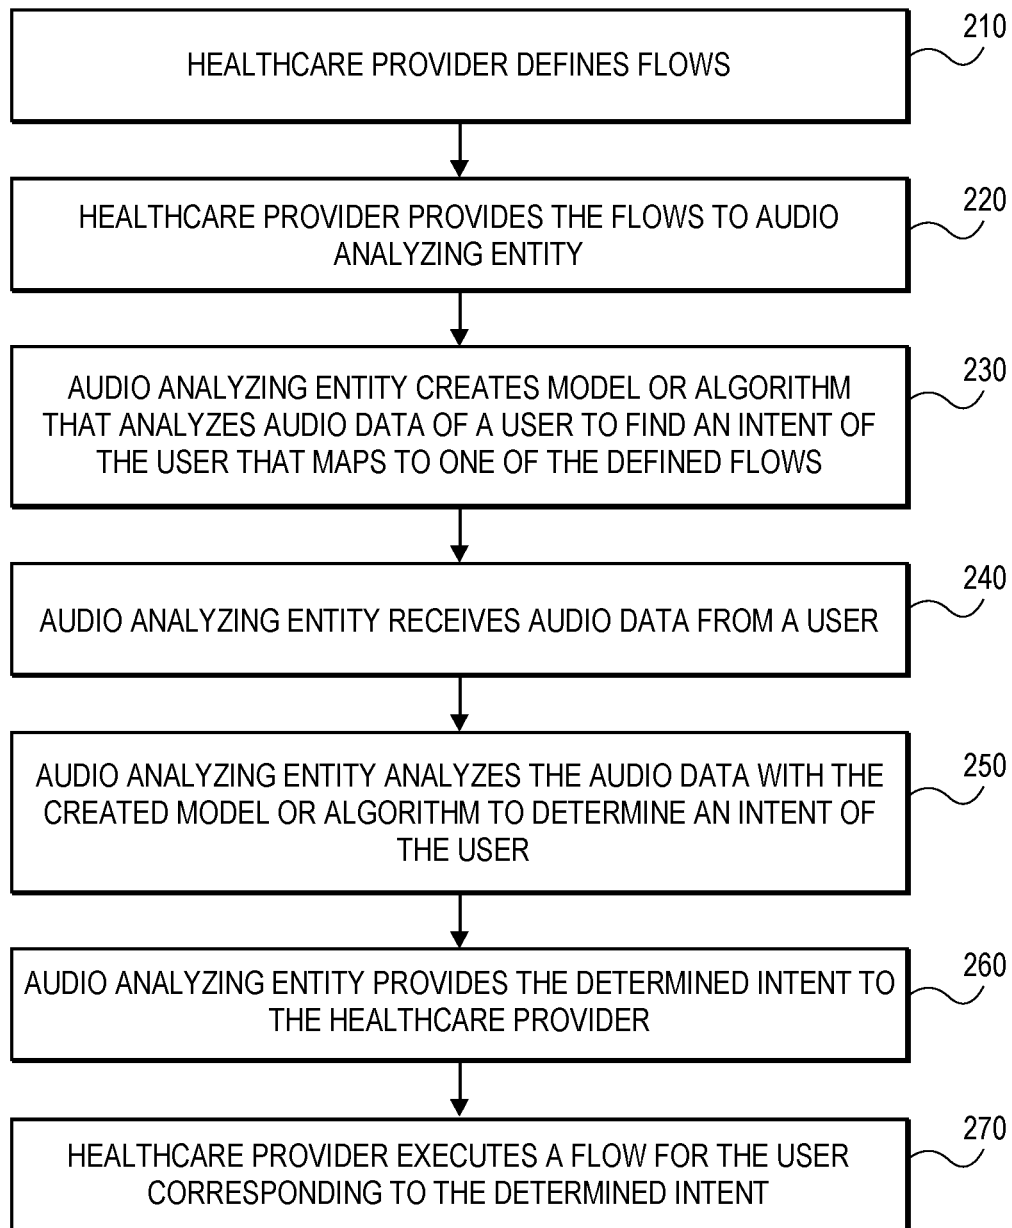 210
HEALTHCARE PROVIDER DEFINES FLOWS
220
HEALTHCARE PROVIDER PROVIDES THE FLOWS TO AUDIO
ANALYZING ENTITY
230
AUDIO ANALYZING ENTITY CREATES MODEL OR ALGORITHM
THAT ANALYZES AUDIO DATA OF A USER TO FIND AN INTENT OF
THE USER THAT MAPS TO ONE OF THE DEFINED FLOWS
240
AUDIO ANALYZING ENTITY RECEIVES AUDIO DATA FROM A USER
250
AUDIO ANALYZING ENTITY ANALYZES THE AUDIO DATA WITH THE
CREATED MODEL OR ALGORITHM TO DETERMINE AN INTENT OF
THE USER
260
AUDIO ANALYZING ENTITY PROVIDES THE DETERMINED INTENT TO
THE HEALTHCARE PROVIDER
270
HEALTHCARE PROVIDER EXECUTES A FLOW FOR THE USER
CORRESPONDING TO THE DETERMINED INTENT